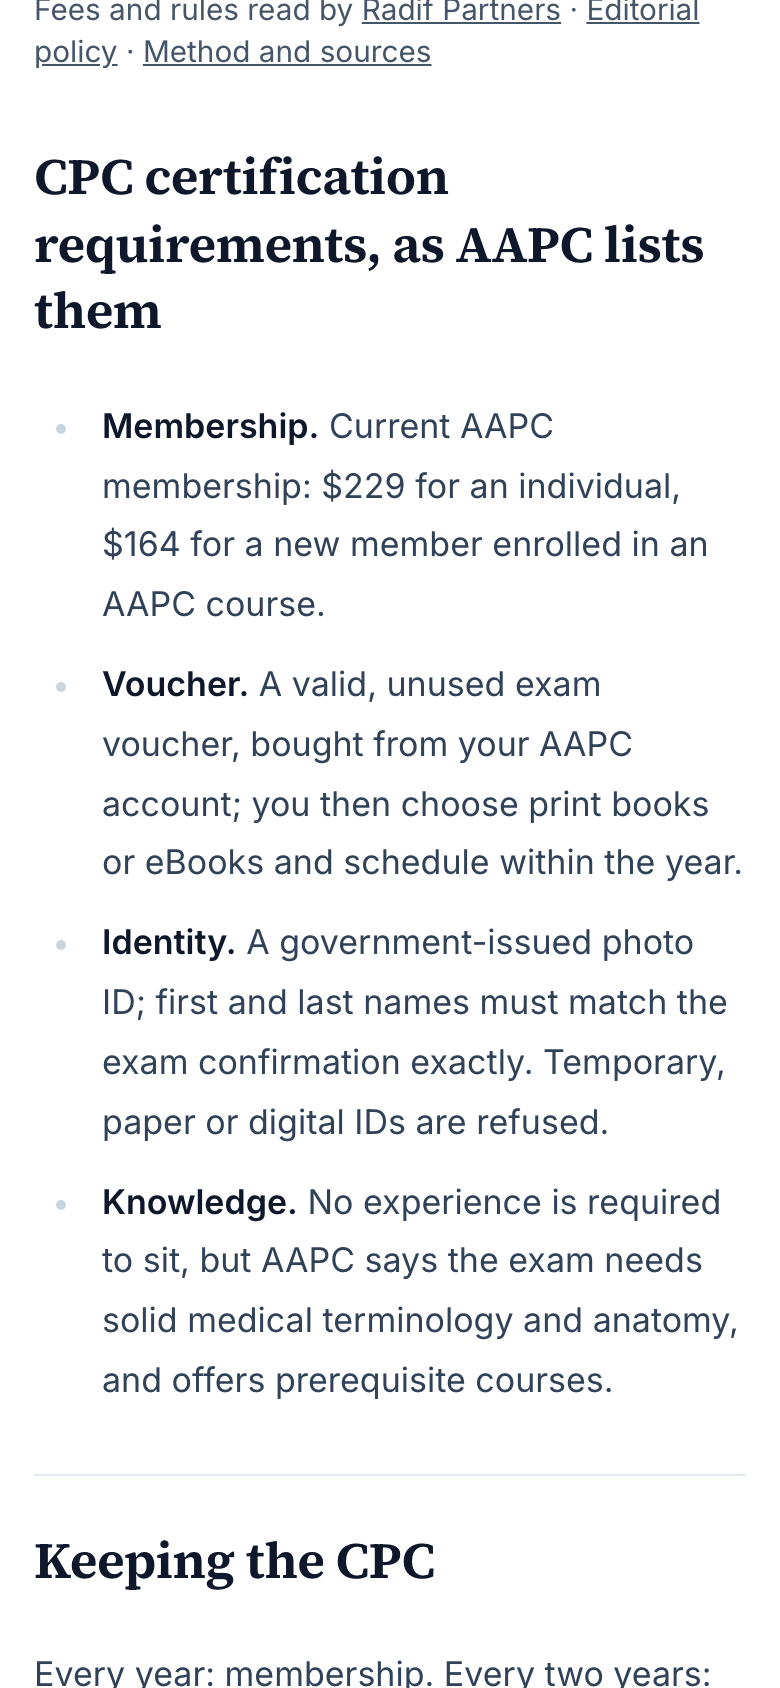 Fees and rules read by Radif Partners · Editorial
policy · Method and sources
CPC certification
requirements, as AAPC lists
them
Membership. Current AAPC
membership: $229 for an individual,
$164 for a new member enrolled in an
AAPC course.
Voucher. A valid, unused exam
voucher, bought from your AAPC
account; you then choose print books
or eBooks and schedule within the year.
Identity. A government-issued photo
ID; first and last names must match the
exam confirmation exactly. Temporary,
paper or digital IDs are refused.
Knowledge. No experience is required
to sit, but AAPC says the exam needs
solid medical terminology and anatomy,
and offers prerequisite courses.
Keeping the CPC
Every year: membership. Every two years: